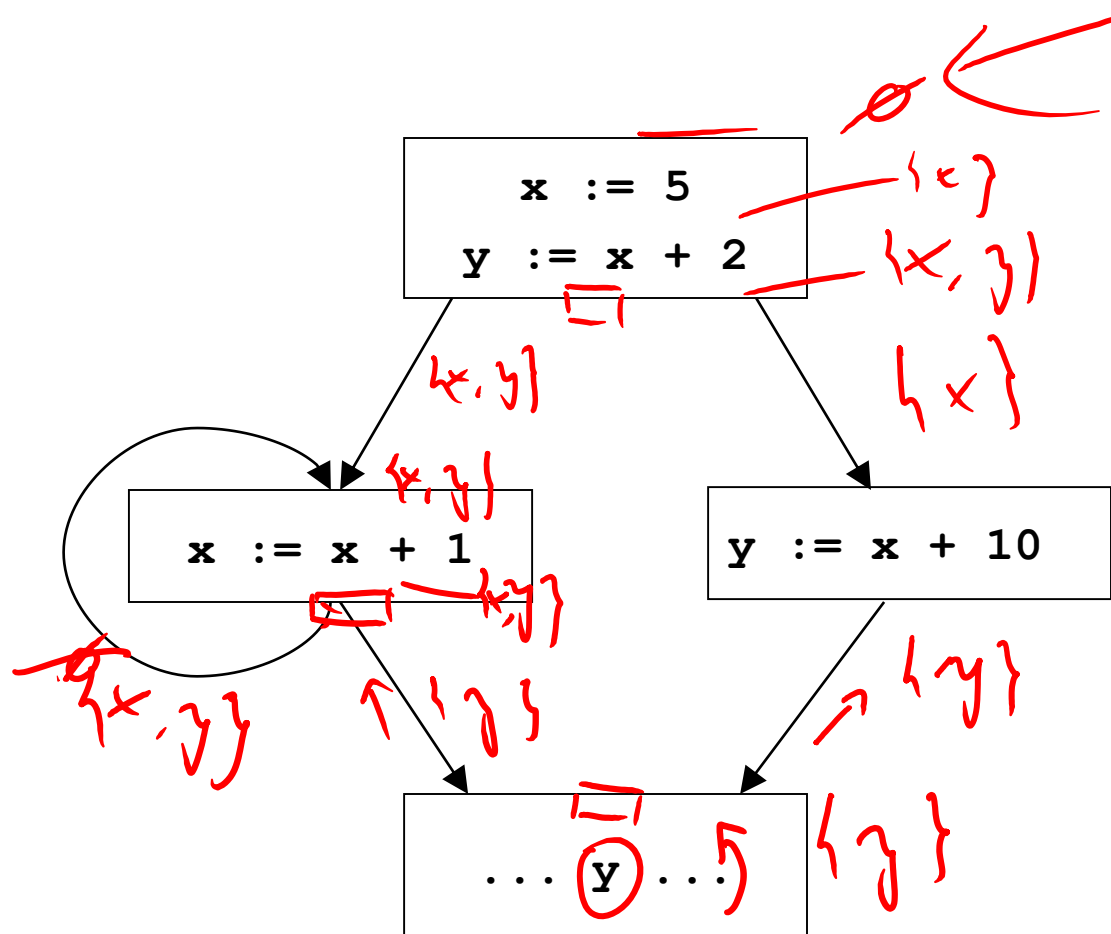 ∅
x := 5
{x}
y := x + 2
{x, y}
{x, y}
{x}
{x, y}
x := x + 1
y := x + 10
{x,y}
{x, y}
{y}
{y}
... y ...
{y}